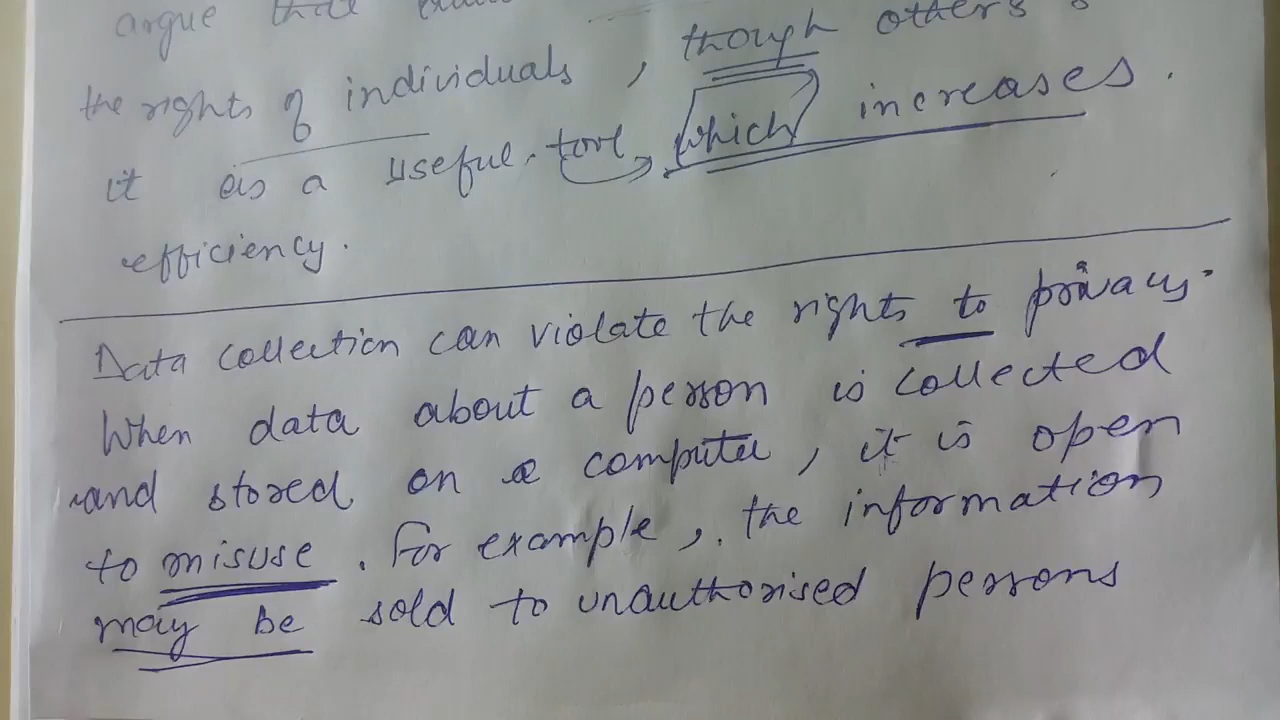 argue that
the rights of individuals, though others
it as a useful tool, which increases.
efficiency.
Data collection can violate the rights to privacy.
When data about a person is collected
and stored on a computer, it is open
to misuse. For example, the information
may be sold to unauthorised persons